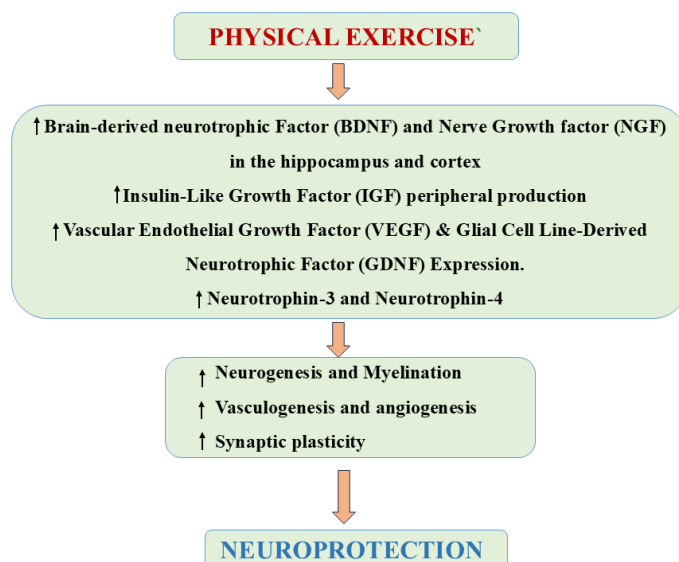 PHYSICAL EXERCISE`
↑Brain-derived neurotrophic Factor (BDNF) and Nerve Growth factor (NGF)
in the hippocampus and cortex
↑Insulin-Like Growth Factor (IGF) peripheral production
↑Vascular Endothelial Growth Factor (VEGF) & Glial Cell Line-Derived
Neurotrophic Factor (GDNF) Expression.
↑Neurotrophin-3 and Neurotrophin-4
↑ Neurogenesis and Myelination
↑ Vasculogenesis and angiogenesis
↑ Synaptic plasticity
NEUROPROTECTION